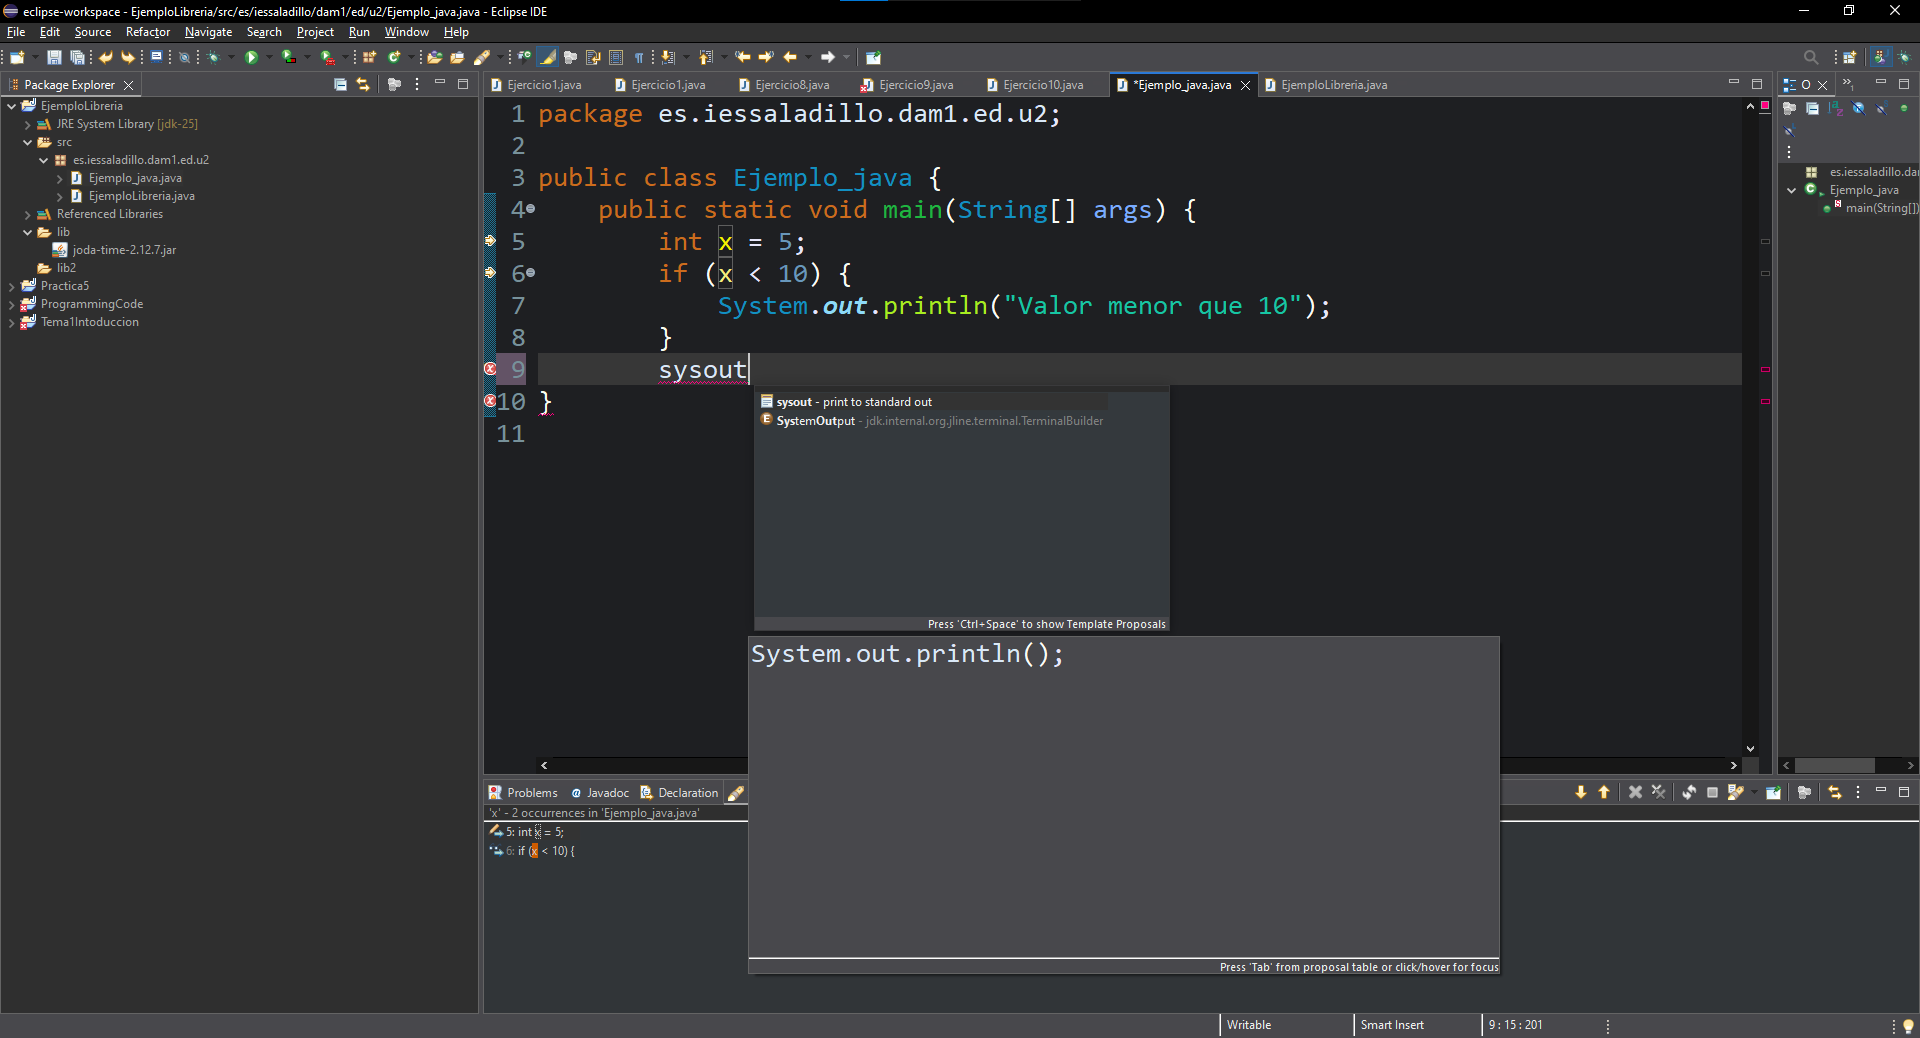 eclipse-workspace - EjemploLibreria/src/es/iessaladillo/dam1/ed/u2/Ejemplo_java.java - Eclipse IDE
File Edit Source Refactor Navigate Search Project Run Window Help
Package Explorer
EjemploLibreria
JRE System Library [jdk-25]
src
es.iessaladillo.dam1.ed.u2
Ejemplo_java.java
EjemploLibreria.java
Referenced Libraries
lib
joda-time-2.12.7.jar
lib2
Practica5
ProgrammingCode
Tema1Intoduccion
Ejercicio1.java Ejercicio1.java Ejercicio8.java Ejercicio9.java Ejercicio10.java *Ejemplo_java.java EjemploLibreria.java
1 package es.iessaladillo.dam1.ed.u2;
2
3 public class Ejemplo_java {
4 public static void main(String[] args) {
5 int x = 5;
6 if (x < 10) {
7 System.out.println("Valor menor que 10");
8 }
9 sysout
10 }
11
sysout - print to standard out
SystemOutput - jdk.internal.org.jline.terminal.TerminalBuilder
Press 'Ctrl+Space' to show Template Proposals
System.out.println();
Press 'Tab' from proposal table or click/hover for focus
O
es.iessaladillo.dar
Ejemplo_java
main(String[])
Problems Javadoc Declaration
'x' - 2 occurrences in 'Ejemplo_java.java'
5: int x = 5;
6: if (x < 10) {
Writable Smart Insert 9 : 15 : 201